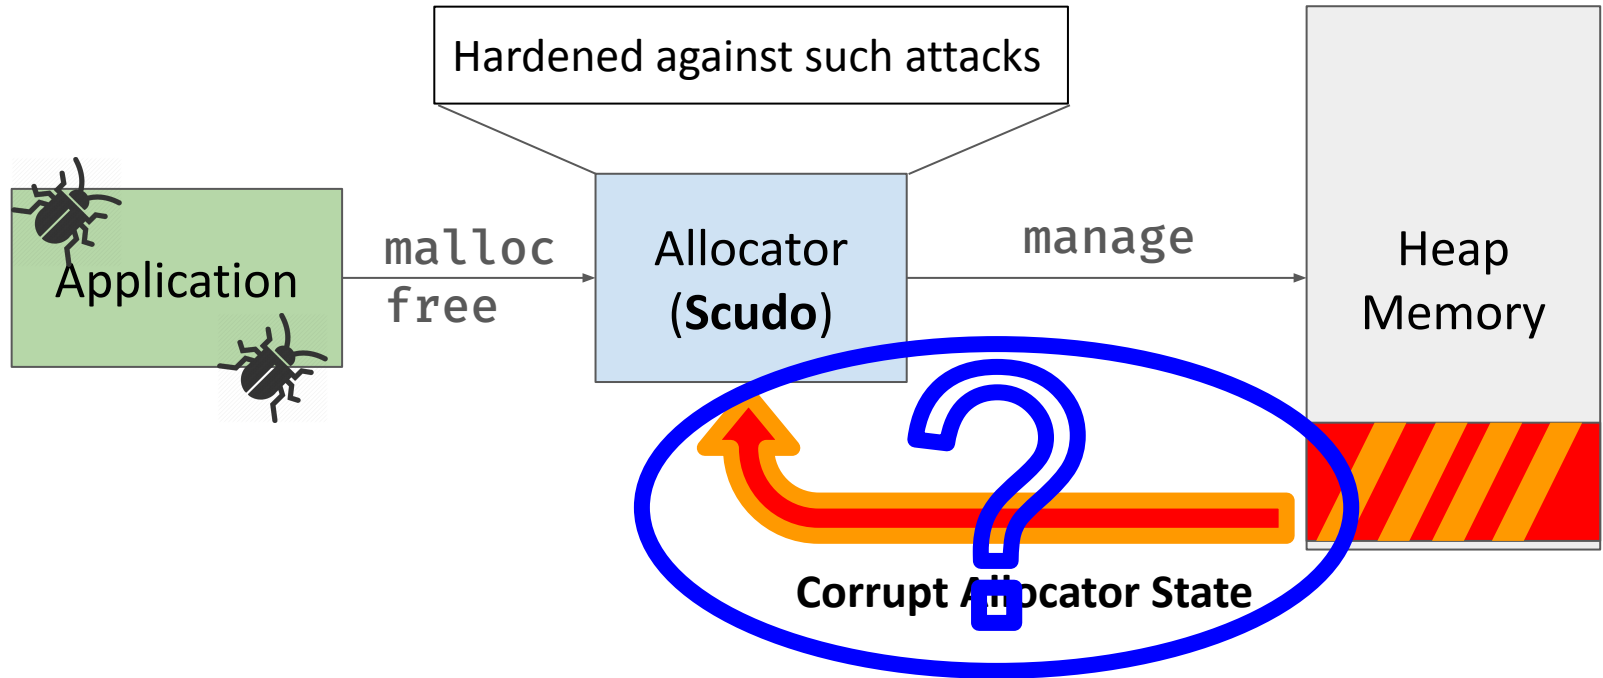 Hardened against such attacks
Application
malloc
free
Allocator
(Scudo)
manage
Heap
Memory
Corrupt Allocator State
?